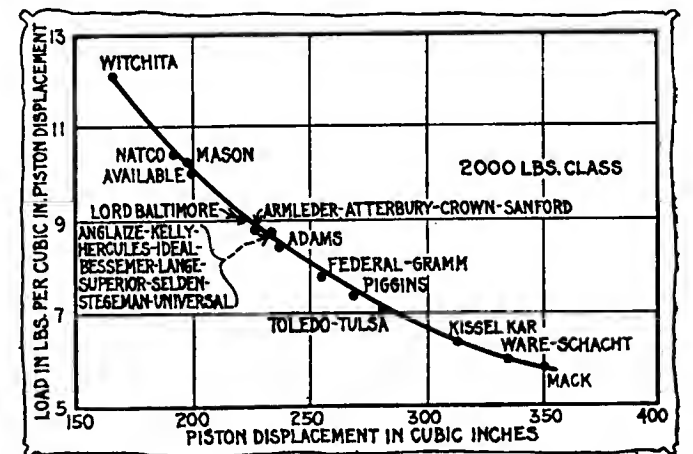 LOAD IN LBS. PER CUBIC IN. PISTON DISPLACEMENT
13
WITCHITA
11
NATCO
MASON
AVAILABLE
2000 LBS. CLASS
LORD BALTIMORE
ARMLEDER-ATTERBURY-CROWN-SANFORD
9
ANGLAIZE-KELLY-
HERCULES-IDEAL-
BESSEMER-LANGE-
SUPERIOR-SELDEN-
STEGEMAN-UNIVERSAL
ADAMS
FEDERAL-GRAMM
PIGGINS
7
TOLEDO-TULSA
KISSEL KAR
WARE-SCHACHT
MACK
5
150 200 250 300 350 400
PISTON DISPLACEMENT IN CUBIC INCHES